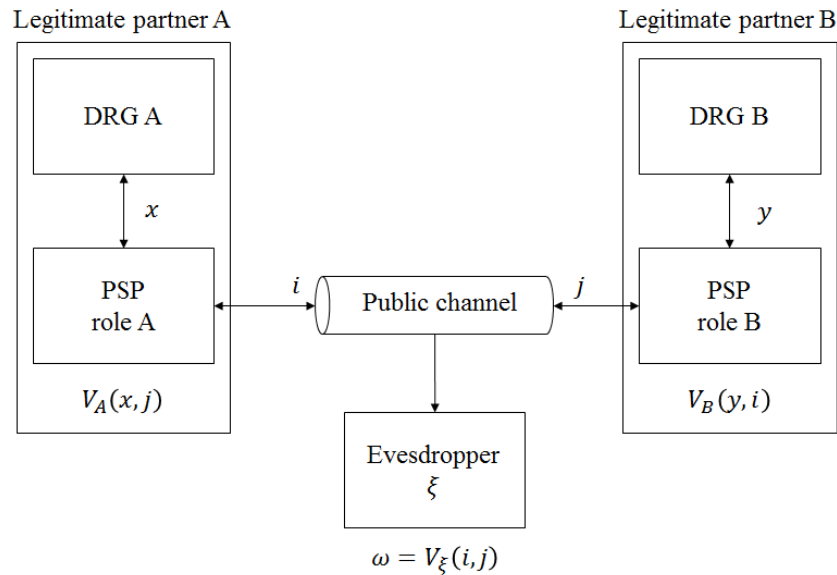 Legitimate partner A
Legitimate partner B
DRG A
DRG B
x
y
PSP
role A
i
Public channel
j
PSP
role B
V_A(x, j)
V_B(y, i)
Evesdropper
ξ
ω = V_ξ(i, j)